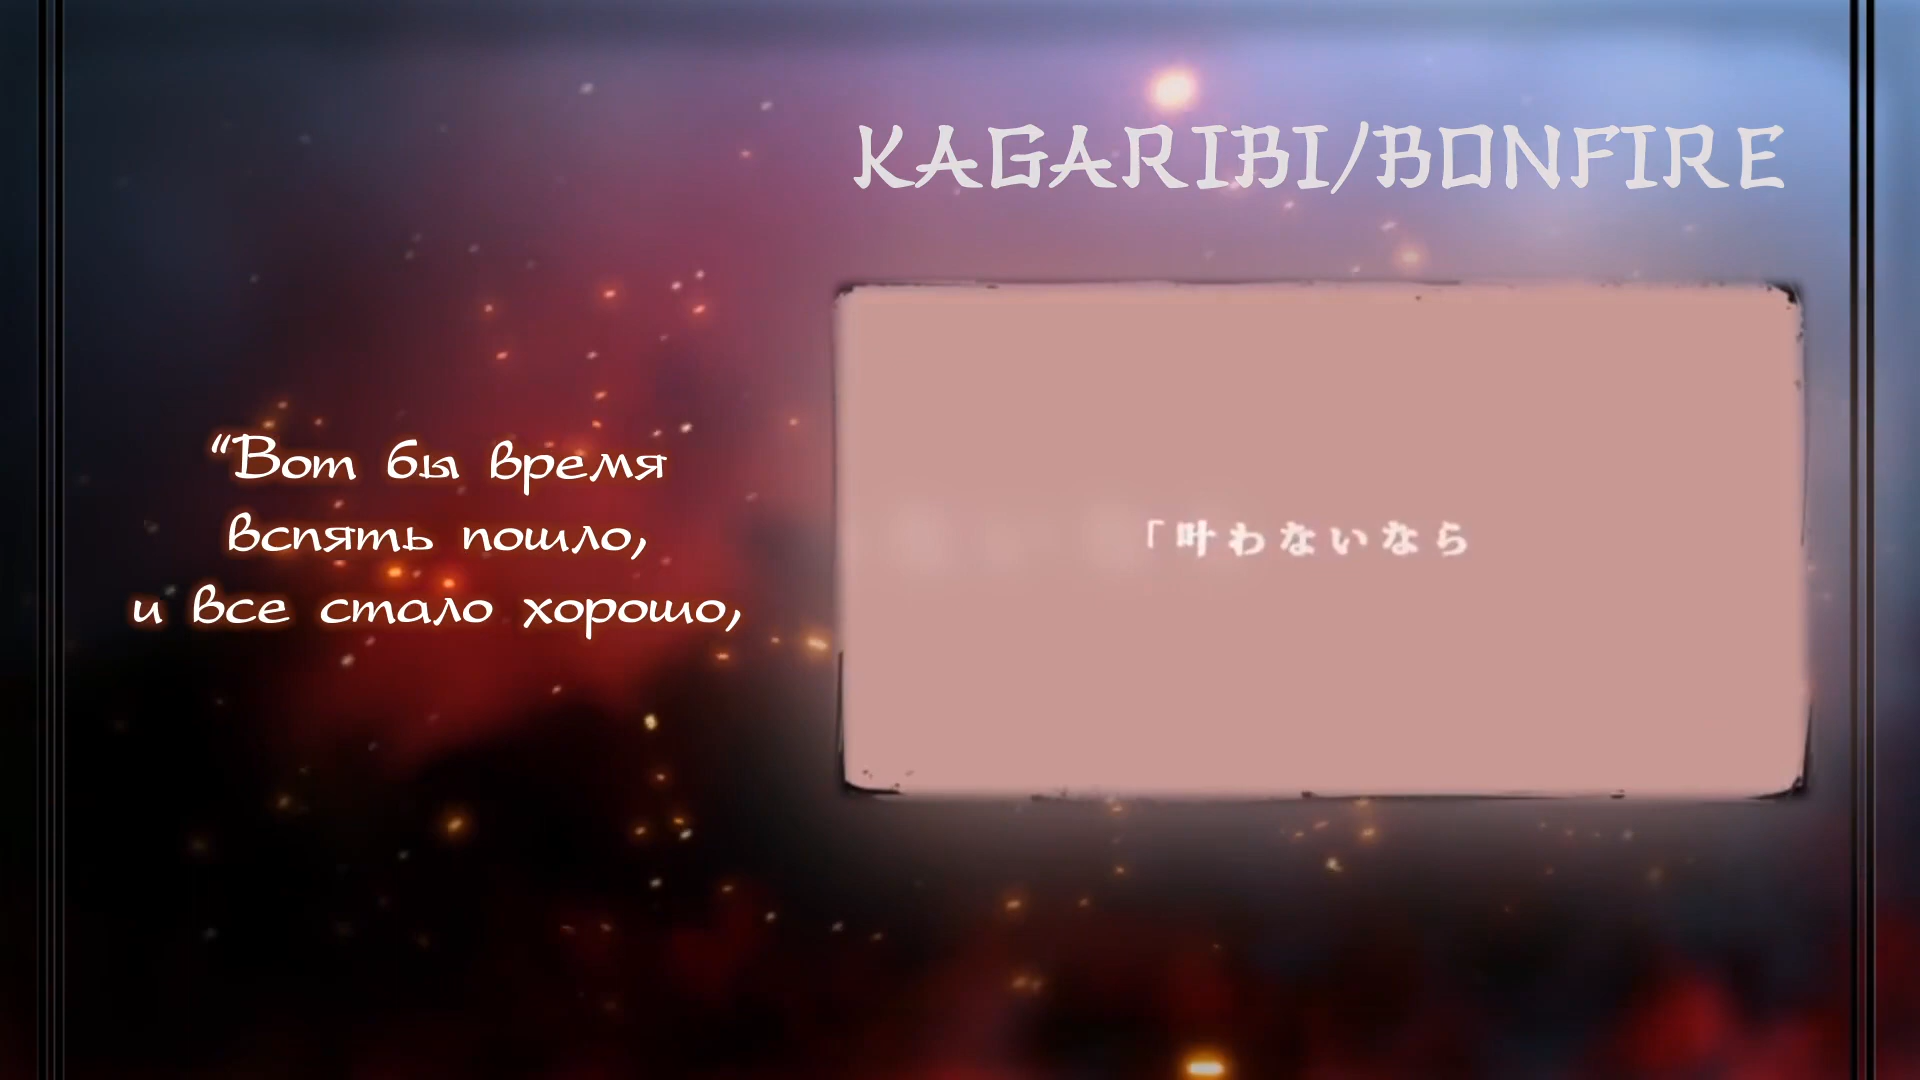 KAGARIBI/BONFIRE
“Вот бы время
вспять пошло,
и все стало хорошо,
「叶わないなら